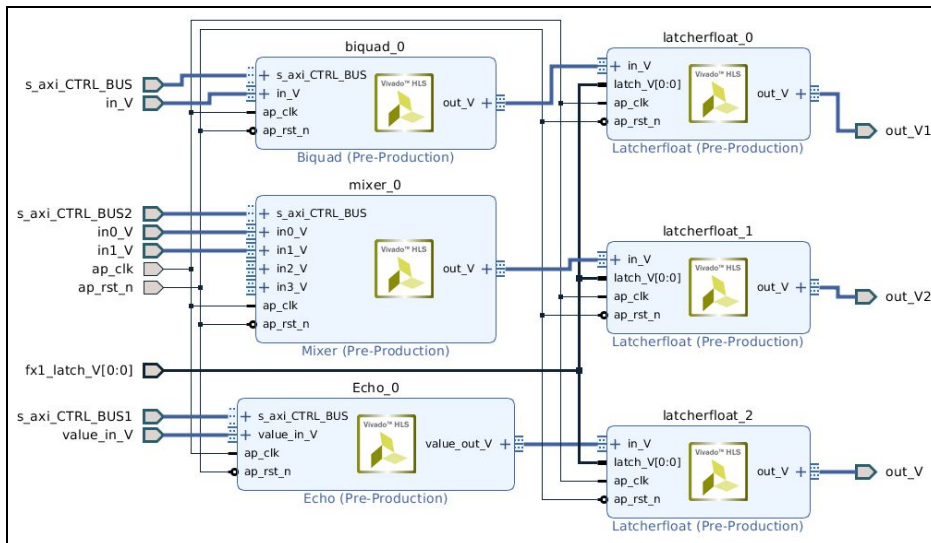 biquad_0
s_axi_CTRL_BUS
in_V
+ s_axi_CTRL_BUS
+ in_V
ap_clk
ap_rst_n
Vivado™ HLS
out_V +
Biquad (Pre-Production)
latcherfloat_0
+ in_V
latch_V[0:0]
ap_clk
ap_rst_n
Vivado™ HLS
out_V +
Latcherfloat (Pre-Production)
out_V1
mixer_0
s_axi_CTRL_BUS2
in0_V
in1_V
ap_clk
ap_rst_n
+ s_axi_CTRL_BUS
+ in0_V
+ in1_V
+ in2_V
+ in3_V
ap_clk
ap_rst_n
Vivado™ HLS
out_V +
Mixer (Pre-Production)
latcherfloat_1
+ in_V
latch_V[0:0]
ap_clk
ap_rst_n
Vivado™ HLS
out_V +
Latcherfloat (Pre-Production)
out_V2
fx1_latch_V[0:0]
Echo_0
s_axi_CTRL_BUS1
value_in_V
+ s_axi_CTRL_BUS
+ value_in_V
ap_clk
ap_rst_n
Vivado™ HLS
value_out_V +
Echo (Pre-Production)
latcherfloat_2
+ in_V
latch_V[0:0]
ap_clk
ap_rst_n
Vivado™ HLS
out_V +
Latcherfloat (Pre-Production)
out_V